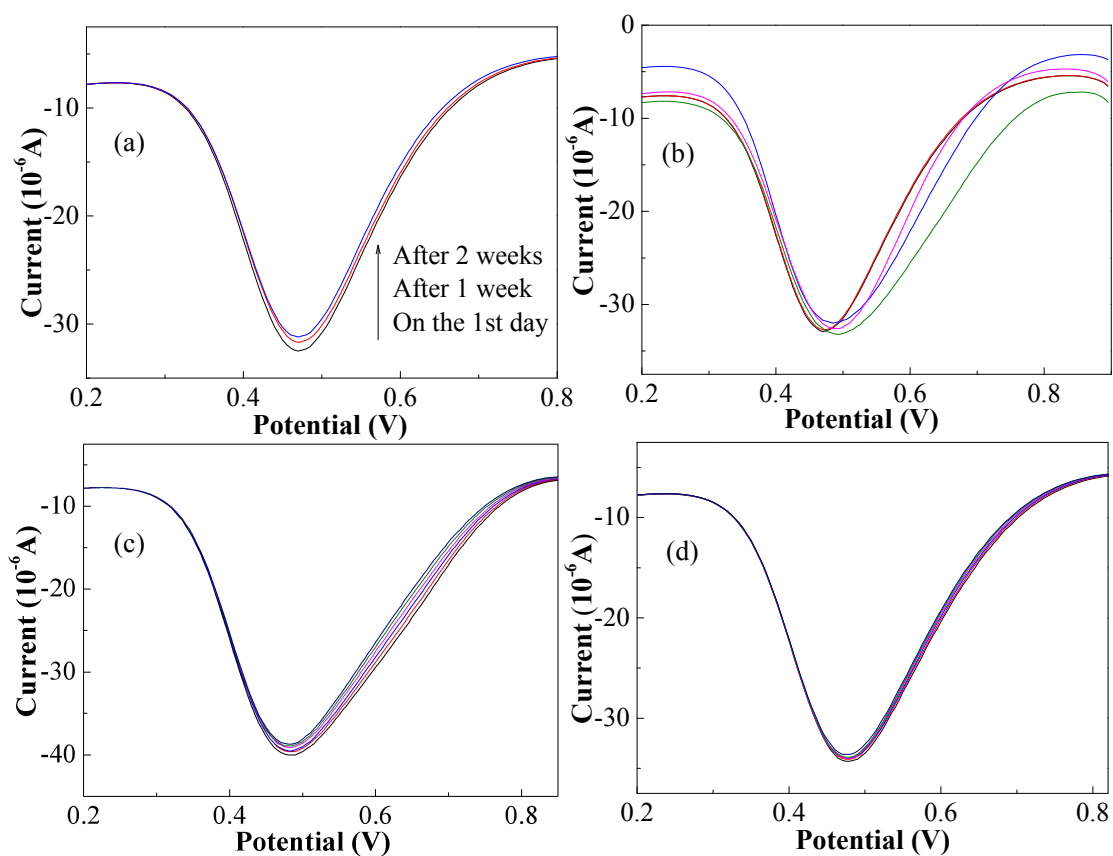 (a)
After 2 weeks
After 1 week
On the 1st day
-10
-20
-30
0.2
0.4
0.6
0.8
Current (10⁻⁶A)
Potential (V)
(b)
0
-10
-20
-30
0.2
0.4
0.6
0.8
Current (10⁻⁶A)
Potential (V)
(c)
-10
-20
-30
-40
0.2
0.4
0.6
0.8
Current (10⁻⁶A)
Potential (V)
(d)
-10
-20
-30
0.2
0.4
0.6
0.8
Current (10⁻⁶A)
Potential (V)